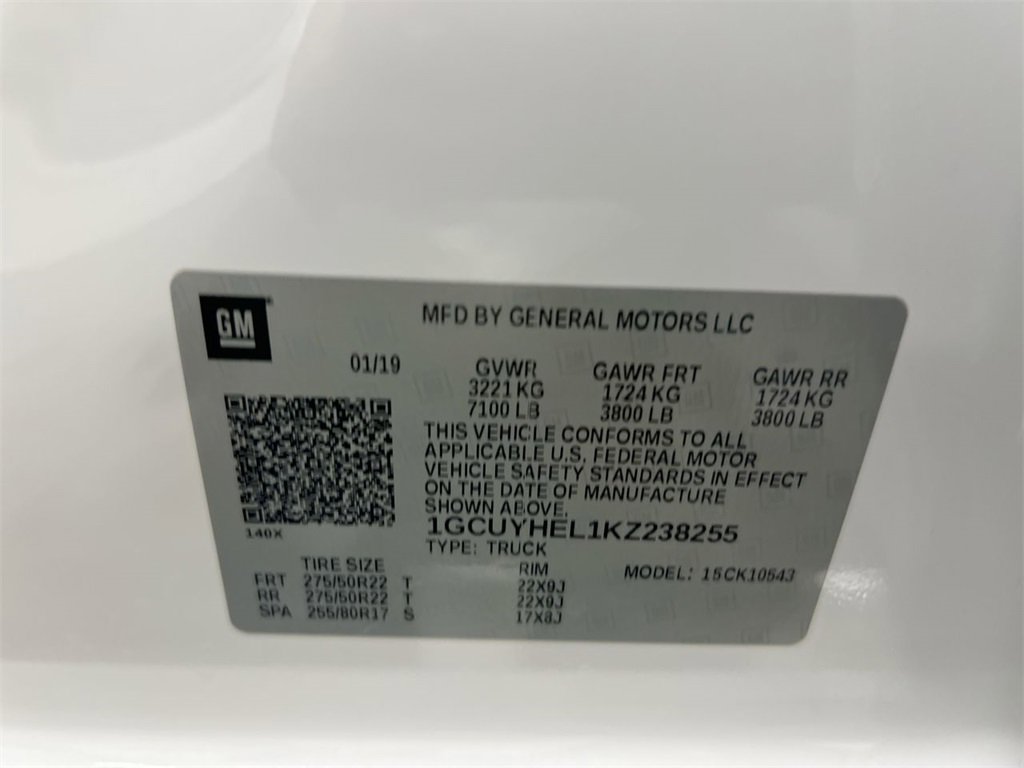 GM
MFD BY GENERAL MOTORS LLC
01/19
GVWR GAWR FRT GAWR RR
3221 KG 1724 KG 1724 KG
7100 LB 3800 LB 3800 LB
THIS VEHICLE CONFORMS TO ALL
APPLICABLE U.S. FEDERAL MOTOR
VEHICLE SAFETY STANDARDS IN EFFECT
ON THE DATE OF MANUFACTURE
SHOWN ABOVE.
1GCUYHEL1KZ238255
140X
TYPE: TRUCK
TIRE SIZE RIM MODEL: 15CK10543
FRT 275/50R22 T 22X9J
RR 275/50R22 T 22X9J
SPA 255/80R17 S 17X8J